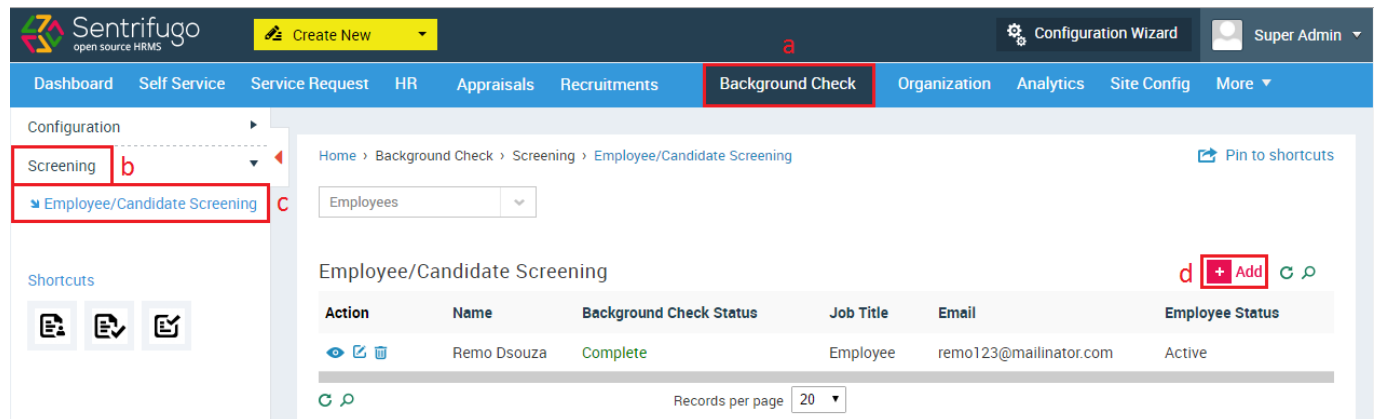 Sentrifugo
open source HRMS
Create New
a
Configuration Wizard
Super Admin
Dashboard Self Service Service Request HR Appraisals Recruitments Background Check Organization Analytics Site Config More
Configuration
Screening b
Employee/Candidate Screening c
Shortcuts
Home › Background Check › Screening › Employee/Candidate Screening
Pin to shortcuts
Employees
Employee/Candidate Screening
d + Add
Action Name Background Check Status Job Title Email Employee Status
Remo Dsouza Complete Employee remo123@mailinator.com Active
Records per page 20